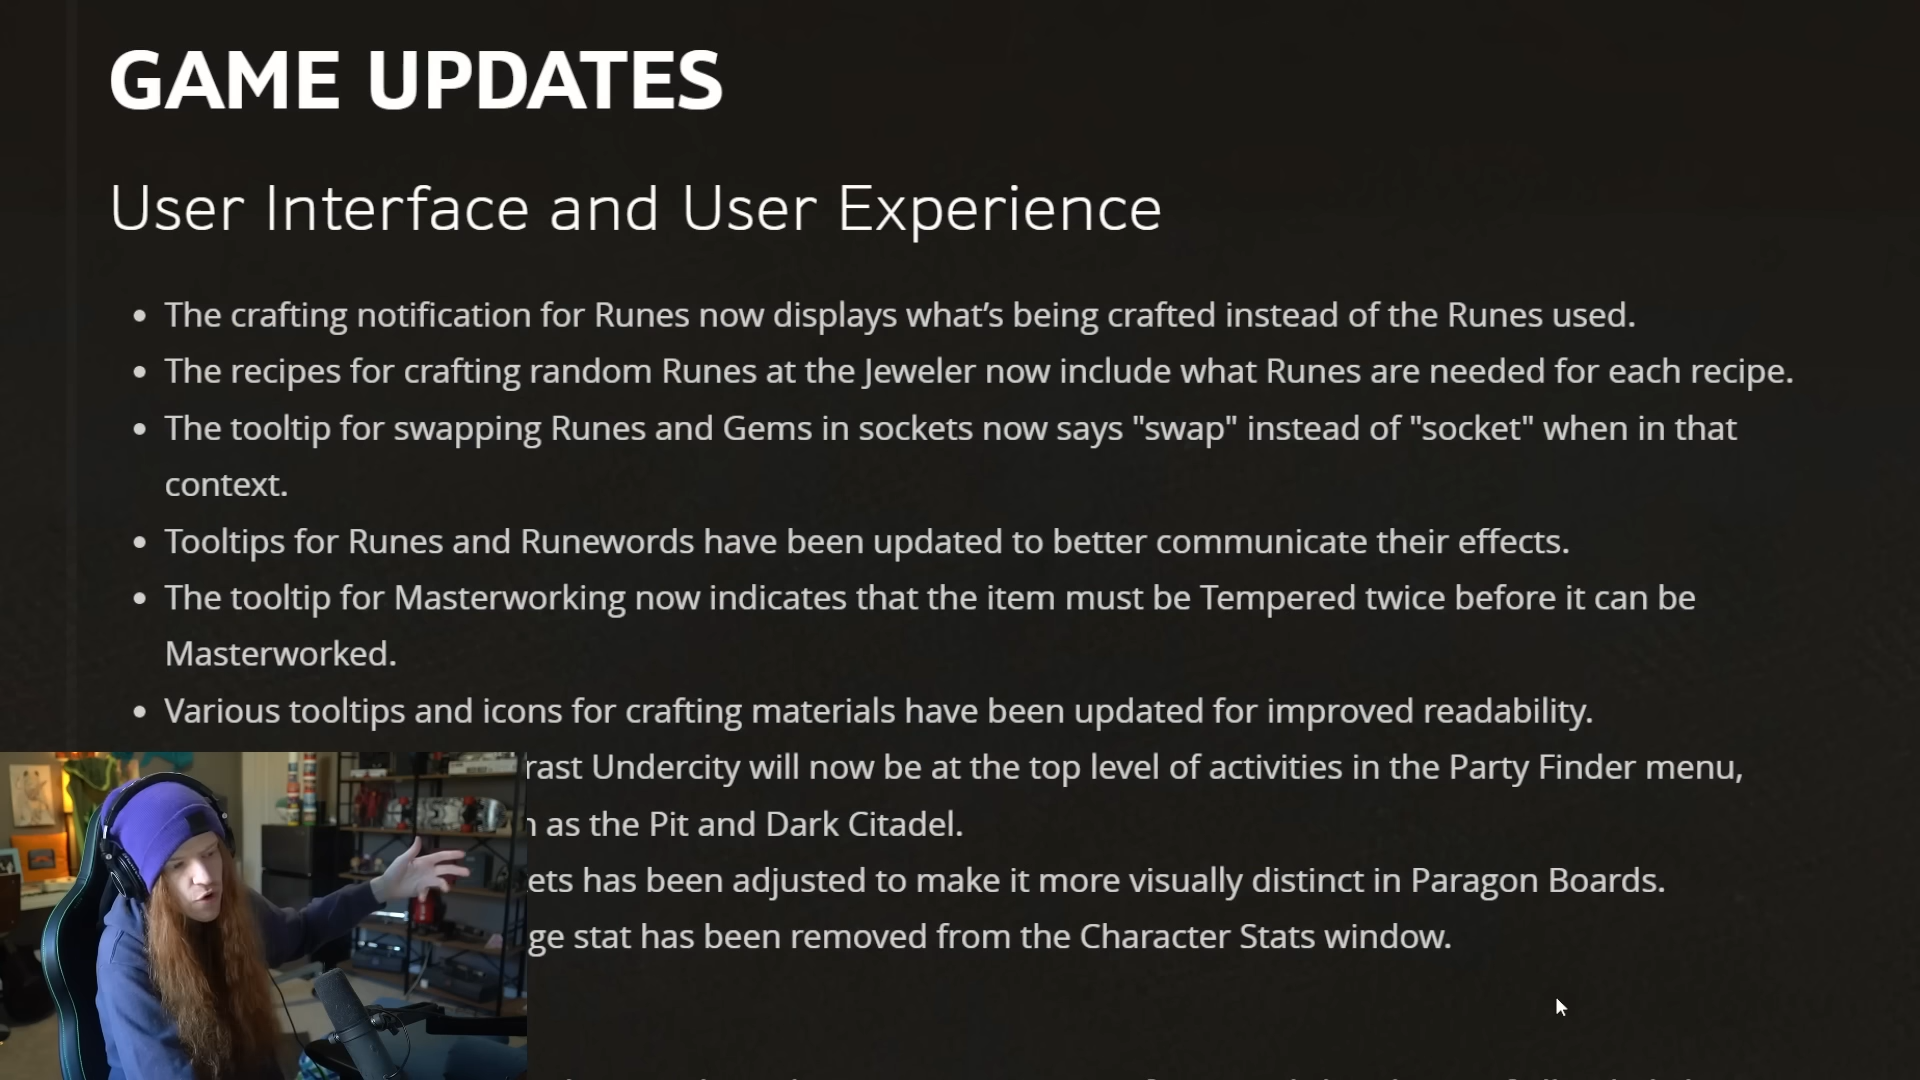 GAME UPDATES
User Interface and User Experience
The crafting notification for Runes now displays what’s being crafted instead of the Runes used.
The recipes for crafting random Runes at the Jeweler now include what Runes are needed for each recipe.
The tooltip for swapping Runes and Gems in sockets now says "swap" instead of "socket" when in that
context.
Tooltips for Runes and Runewords have been updated to better communicate their effects.
The tooltip for Masterworking now indicates that the item must be Tempered twice before it can be
Masterworked.
Various tooltips and icons for crafting materials have been updated for improved readability.
Undercity will now be at the top level of activities in the Party Finder menu,
as the Pit and Dark Citadel.
has been adjusted to make it more visually distinct in Paragon Boards.
stat has been removed from the Character Stats window.